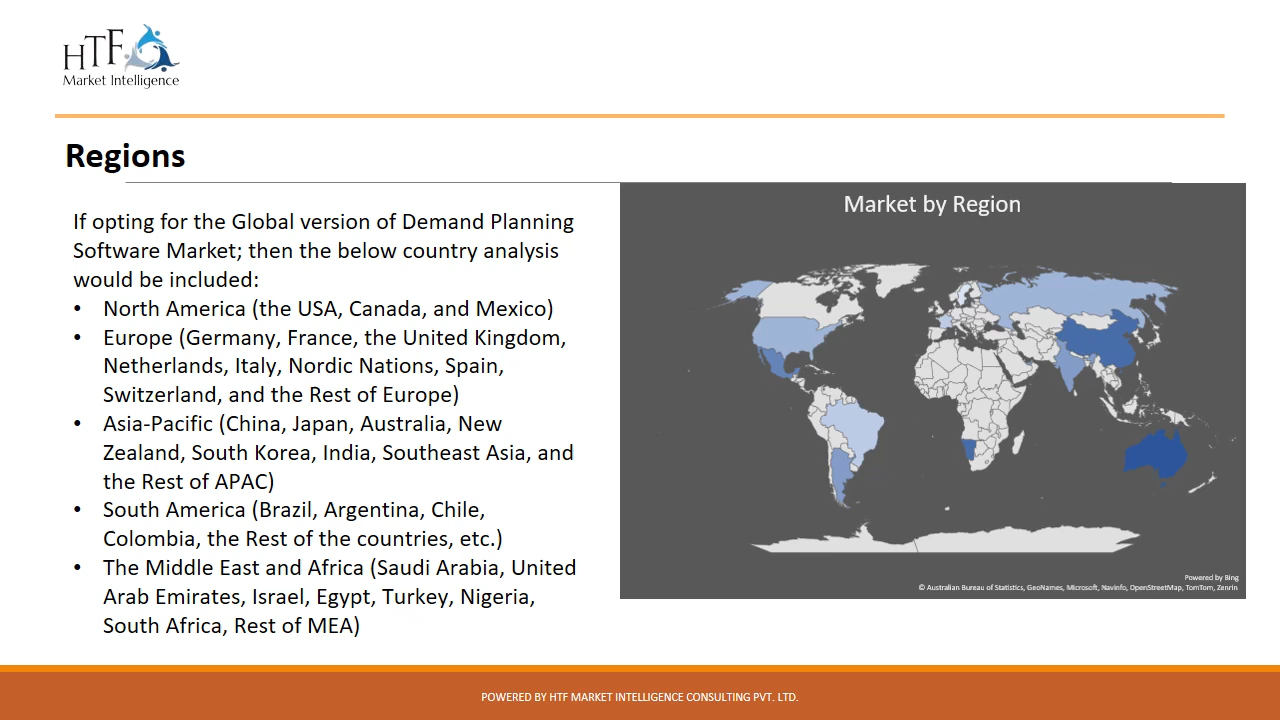 HTF
Market Intelligence
Regions
If opting for the Global version of Demand Planning
Software Market; then the below country analysis
would be included:
• North America (the USA, Canada, and Mexico)
• Europe (Germany, France, the United Kingdom,
Netherlands, Italy, Nordic Nations, Spain,
Switzerland, and the Rest of Europe)
• Asia-Pacific (China, Japan, Australia, New
Zealand, South Korea, India, Southeast Asia, and
the Rest of APAC)
• South America (Brazil, Argentina, Chile,
Colombia, the Rest of the countries, etc.)
• The Middle East and Africa (Saudi Arabia, United
Arab Emirates, Israel, Egypt, Turkey, Nigeria,
South Africa, Rest of MEA)
Market by Region
Powered by Bing
© Australian Bureau of Statistics, GeoNames, Microsoft, Navinfo, OpenStreetMap, TomTom, Zenrin
POWERED BY HTF MARKET INTELLIGENCE CONSULTING PVT. LTD.